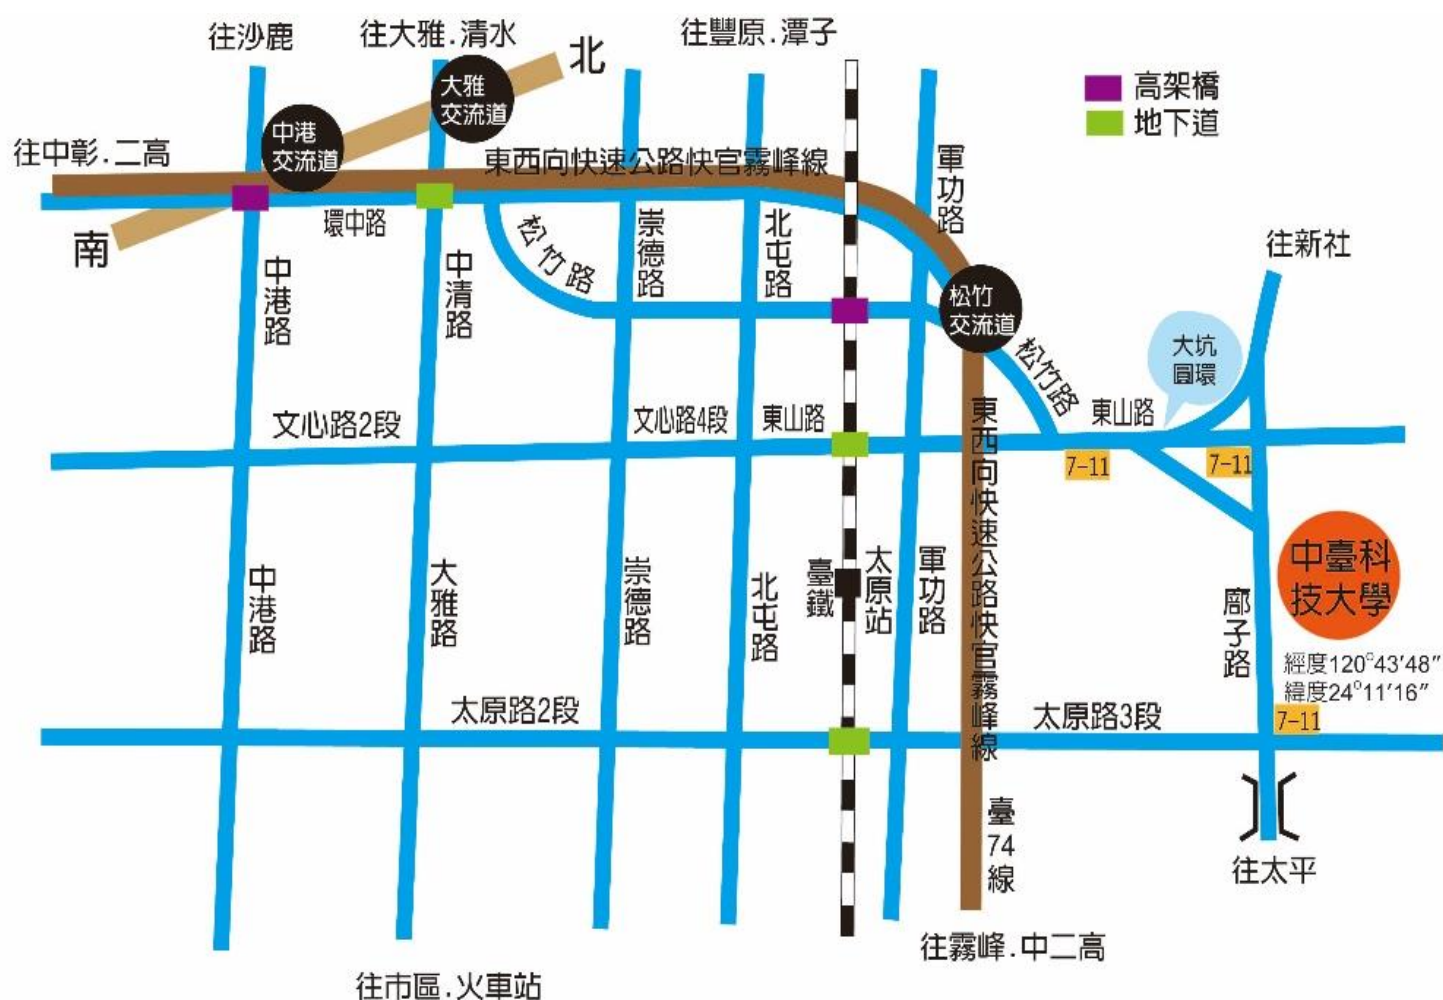 往沙鹿
往大雅.清水
往豐原.潭子
北
大雅
交流道
高架橋
地下道
中港
交流道
往中彰.二高
東西向快速公路快官霧峰線
軍功路
環中路
南
松竹路
崇德路
北屯路
往新社
中港路
中清路
松竹
交流道
大坑
圓環
松竹路
文心路2段
文心路4段
東山路
東山路
7-11
7-11
東西向快速公路快官霧峰線
中港路
大雅路
崇德路
北屯路
臺鐵
太原站
軍功路
中臺科
技大學
廍子路
經度120°43′48″
緯度24°11′16″
太原路2段
太原路3段
7-11
臺74線
往太平
往霧峰.中二高
往市區.火車站